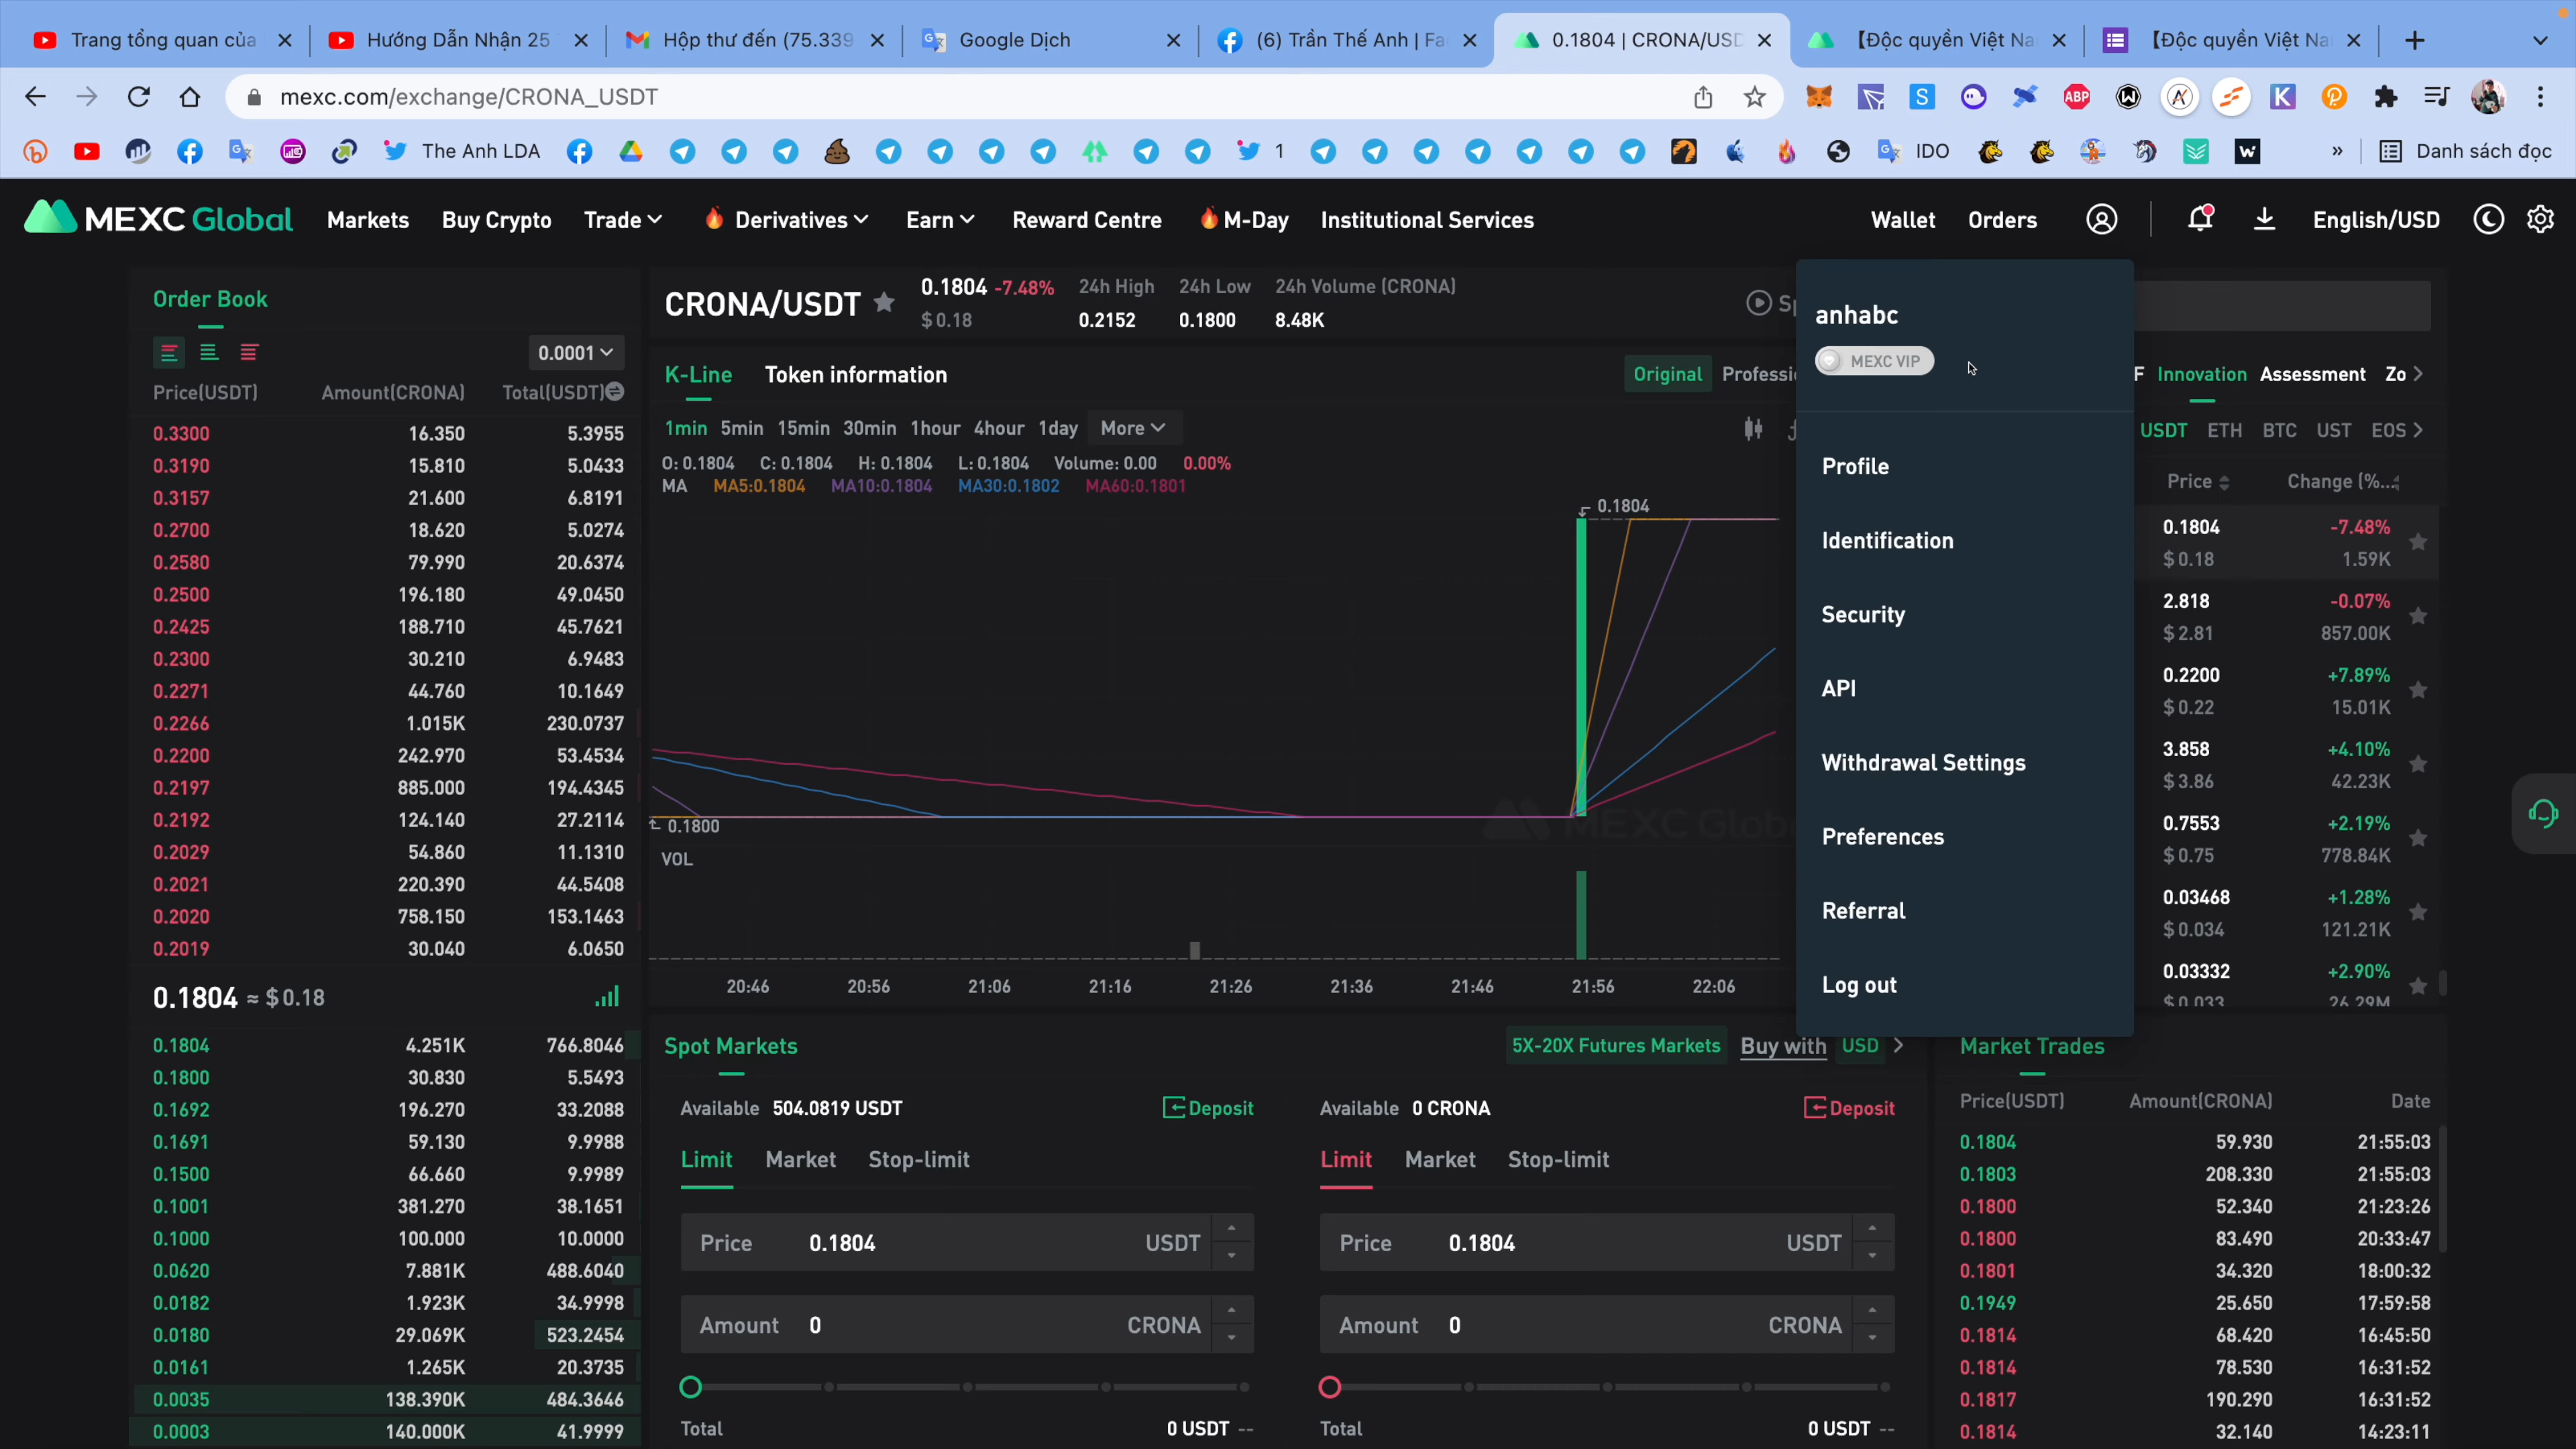 Trang tổng quan của
Hướng Dẫn Nhận 25
Hộp thư đến (75.339
Google Dịch
(6) Trần Thế Anh | Fa
0.1804 | CRONA/USD
【Độc quyền Việt Na
【Độc quyền Việt Na
mexc.com/exchange/CRONA_USDT
The Anh LDA
1
IDO
» Danh sách đọc
MEXC Global
Markets Buy Crypto Trade Derivatives Earn Reward Centre M-Day Institutional Services
Wallet Orders English/USD
Order Book
0.0001
Price(USDT) Amount(CRONA) Total(USDT)
0.3300 16.350 5.3955
0.3190 15.810 5.0433
0.3157 21.600 6.8191
0.2700 18.620 5.0274
0.2580 79.990 20.6374
0.2500 196.180 49.0450
0.2425 188.710 45.7621
0.2300 30.210 6.9483
0.2271 44.760 10.1649
0.2266 1.015K 230.0737
0.2200 242.970 53.4534
0.2197 885.000 194.4345
0.2192 124.140 27.2114
0.2029 54.860 11.1310
0.2021 220.390 44.5408
0.2020 758.150 153.1463
0.2019 30.040 6.0650
0.1804 ≈ $0.18
0.1804 4.251K 766.8046
0.1800 30.830 5.5493
0.1692 196.270 33.2088
0.1691 59.130 9.9988
0.1500 66.660 9.9989
0.1001 381.270 38.1651
0.1000 100.000 10.0000
0.0620 7.881K 488.6040
0.0182 1.923K 34.9998
0.0180 29.069K 523.2454
0.0161 1.265K 20.3735
0.0035 138.390K 484.3646
0.0003 140.000K 41.9999
CRONA/USDT
0.1804 -7.48%
$0.18
24h High
0.2152
24h Low
0.1800
24h Volume (CRONA)
8.48K
Sp
K-Line Token information
Original Professi
1min 5min 15min 30min 1hour 4hour 1day More
O: 0.1804 C: 0.1804 H: 0.1804 L: 0.1804 Volume: 0.00 0.00%
MA MA5:0.1804 MA10:0.1804 MA30:0.1802 MA60:0.1801
0.1804
0.1800
MEXC Globa
VOL
20:46 20:56 21:06 21:16 21:26 21:36 21:46 21:56 22:06
anhabc
MEXC VIP
Profile
Identification
Security
API
Withdrawal Settings
Preferences
Referral
Log out
F Innovation Assessment Zo
USDT ETH BTC UST EOS
Price Change (%...
0.1804 -7.48%
$0.18 1.59K
2.818 -0.07%
$2.81 857.00K
0.2200 +7.89%
$0.22 15.01K
3.858 +4.10%
$3.86 42.23K
0.7553 +2.19%
$0.75 778.84K
0.03468 +1.28%
$0.034 121.21K
0.03332 +2.90%
$0.033 26.29M
Spot Markets
5X-20X Futures Markets Buy with USD
Available 504.0819 USDT Deposit
Limit Market Stop-limit
Price 0.1804 USDT
Amount 0 CRONA
Total 0 USDT --
Available 0 CRONA Deposit
Limit Market Stop-limit
Price 0.1804 USDT
Amount 0 CRONA
Total 0 USDT --
Market Trades
Price(USDT) Amount(CRONA) Date
0.1804 59.930 21:55:03
0.1803 208.330 21:55:03
0.1800 52.340 21:23:26
0.1800 83.490 20:33:47
0.1801 34.320 18:00:32
0.1949 25.650 17:59:58
0.1814 68.420 16:45:50
0.1814 78.530 16:31:52
0.1817 190.290 16:31:52
0.1814 32.140 14:23:11